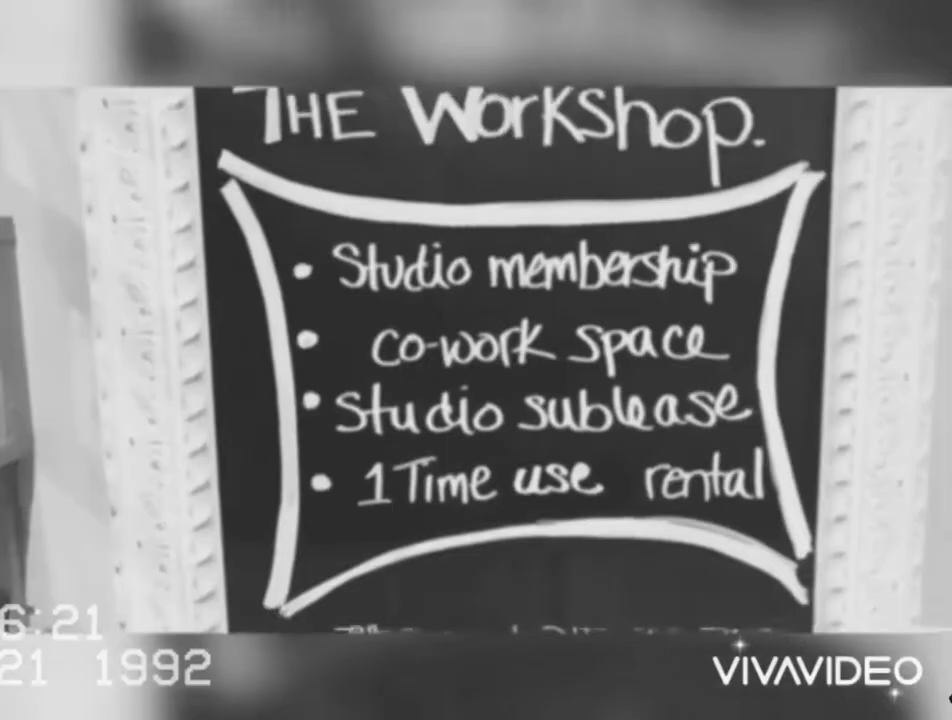 THE Workshop.
• Studio membership
• co-work space
• Studio sublease
• 1 Time use rental
6:21
21 1992
VIVAVIDEO